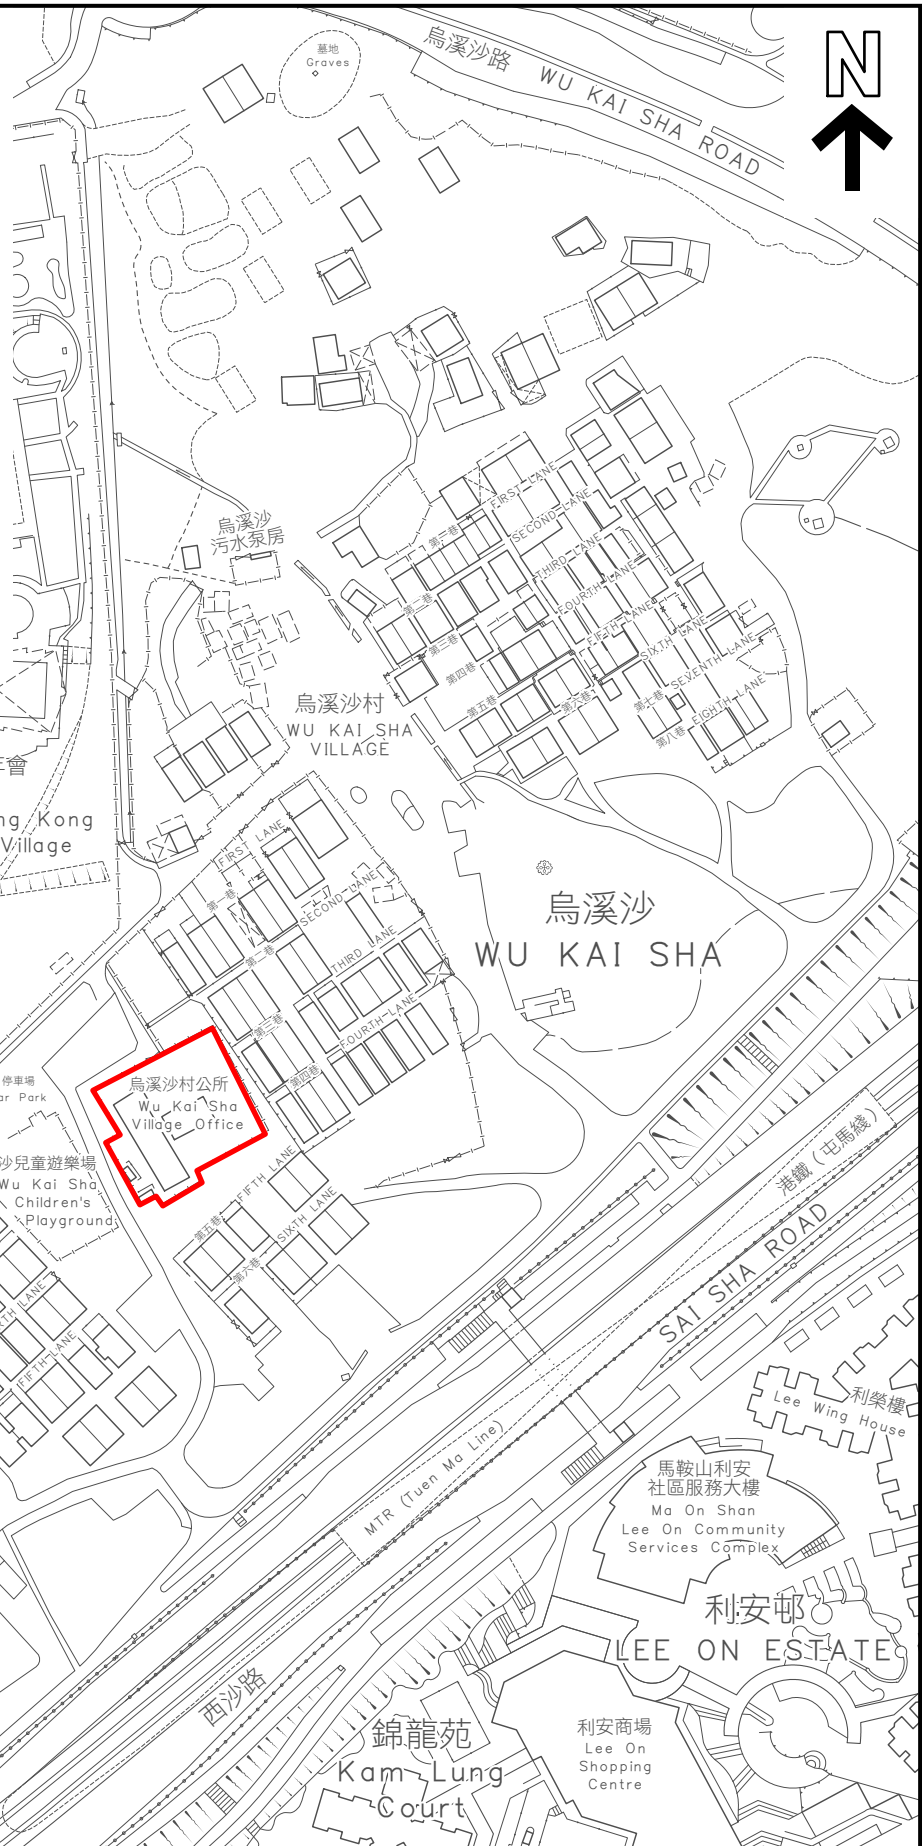 墓地
Graves
烏溪沙路
WU KAI SHA ROAD
N
烏溪沙
污水泵房
FIRST LANE
第一巷
SECOND LANE
第二巷
THIRD LANE
第三巷
FOURTH LANE
第四巷
FIFTH LANE
第五巷
SIXTH LANE
第六巷
SEVENTH LANE
第七巷
EIGHTH LANE
第八巷
烏溪沙村
WU KAI SHA
VILLAGE
會
ng Kong
Village
FIRST LANE
第一巷
SECOND LANE
第二巷
THIRD LANE
第三巷
FOURTH LANE
第四巷
烏溪沙
WU KAI SHA
停車場
ar Park
烏溪沙村公所
Wu Kai Sha
Village Office
沙兒童遊樂場
Wu Kai Sha
Children's
Playground
FIFTH LANE
第五巷
SIXTH LANE
第六巷
RTH LANE
FIFTH LANE
港鐵（屯馬綫）
SAI SHA ROAD
MTR (Tuen Ma Line)
利榮樓
Lee Wing House
馬鞍山利安
社區服務大樓
Ma On Shan
Lee On Community
Services Complex
利安邨
LEE ON ESTATE
西沙路
錦龍苑
Kam Lung
Court
利安商場
Lee On
Shopping
Centre